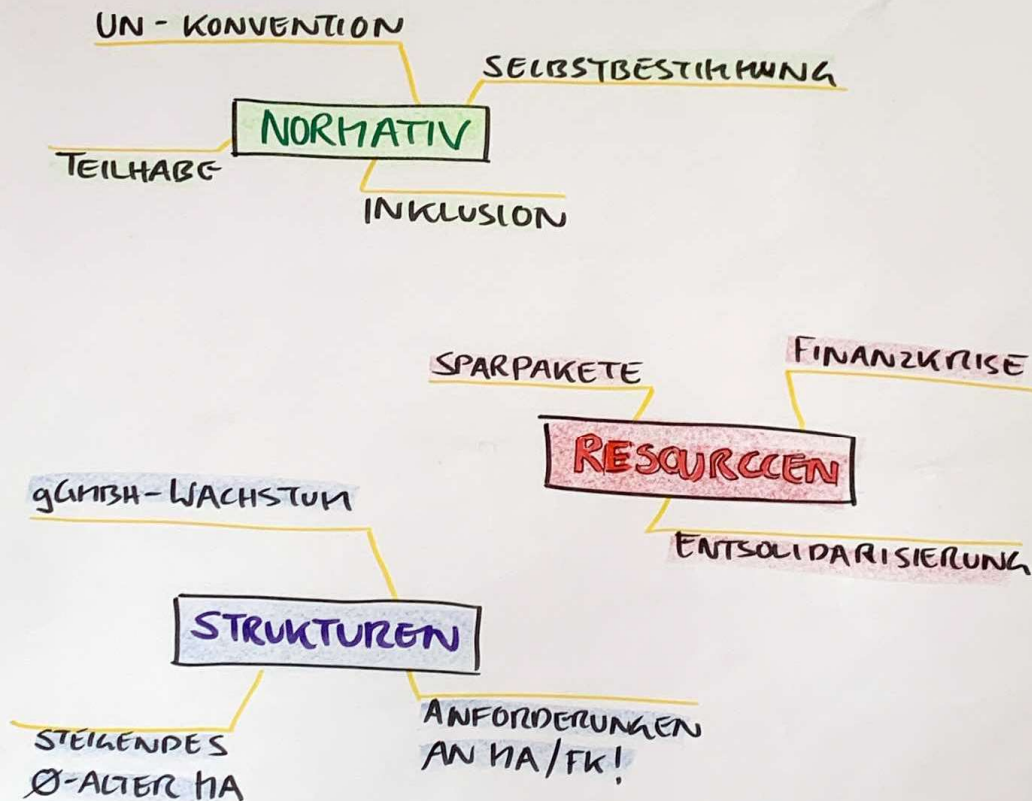 UN-KONVENTION
SELBSTBESTIMMUNG
NORMATIV
TEILHABE
INKLUSION
SPARPAKETE
FINANZKRISE
RESOURCCEN
ENTSOLIDARISIERUNG
gGMBH-WACHSTUM
STRUKTUREN
STEIGENDES
Ø-ALTER MA
ANFORDERUNGEN
AN MA/FK!